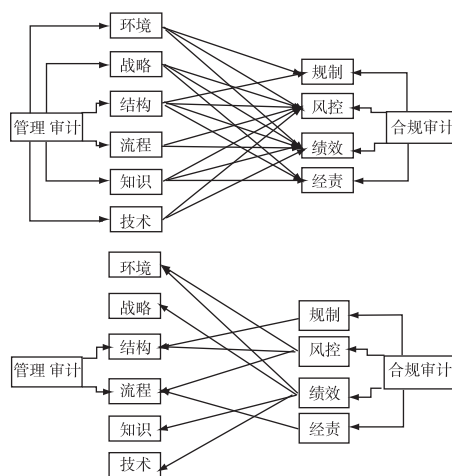 环境
战略
规制
结构
风控
管理 审计
合规审计
流程
绩效
知识
经责
技术
环境
战略
规制
结构
风控
管理 审计
合规审计
流程
绩效
知识
经责
技术